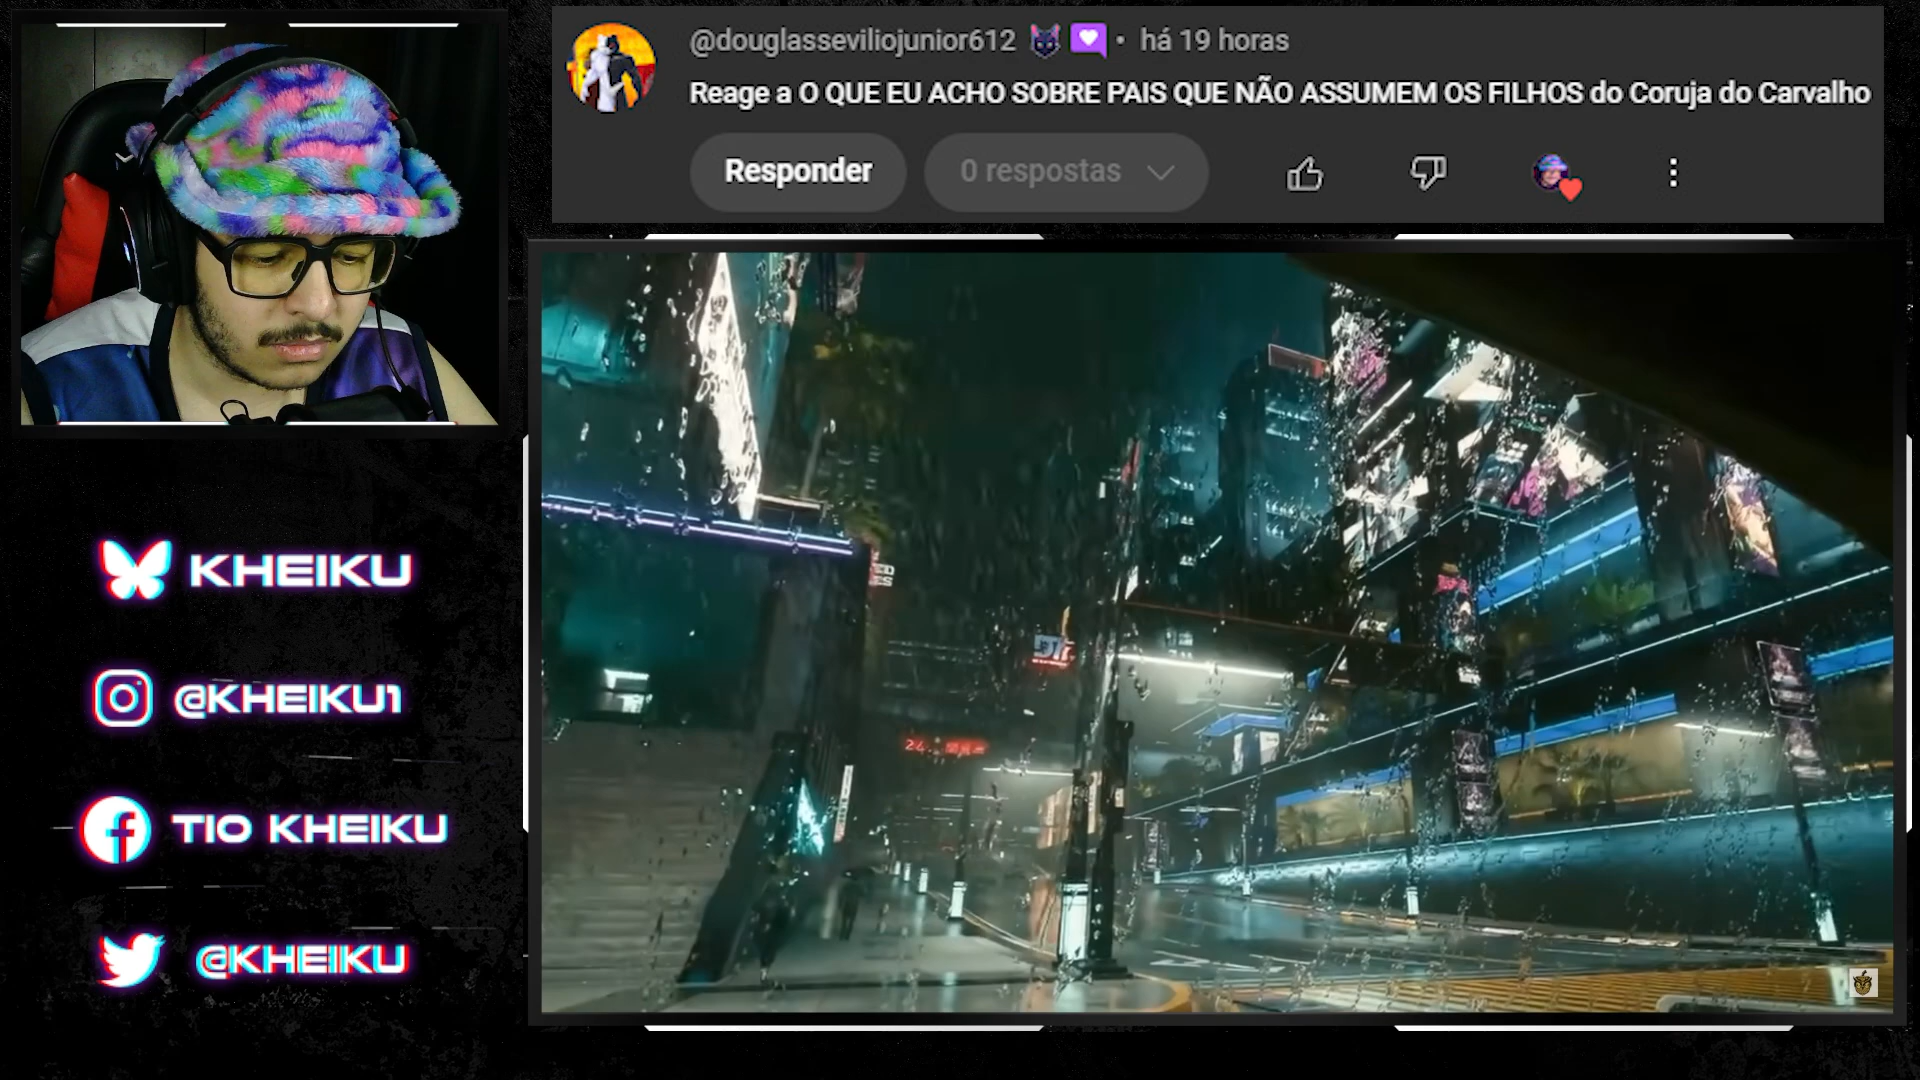 @douglasseviliojunior612 • há 19 horas
Reage a O QUE EU ACHO SOBRE PAIS QUE NÃO ASSUMEM OS FILHOS do Coruja do Carvalho
Responder
0 respostas
KHEIKU
@KHEIKU1
TIO KHEIKU
@KHEIKU